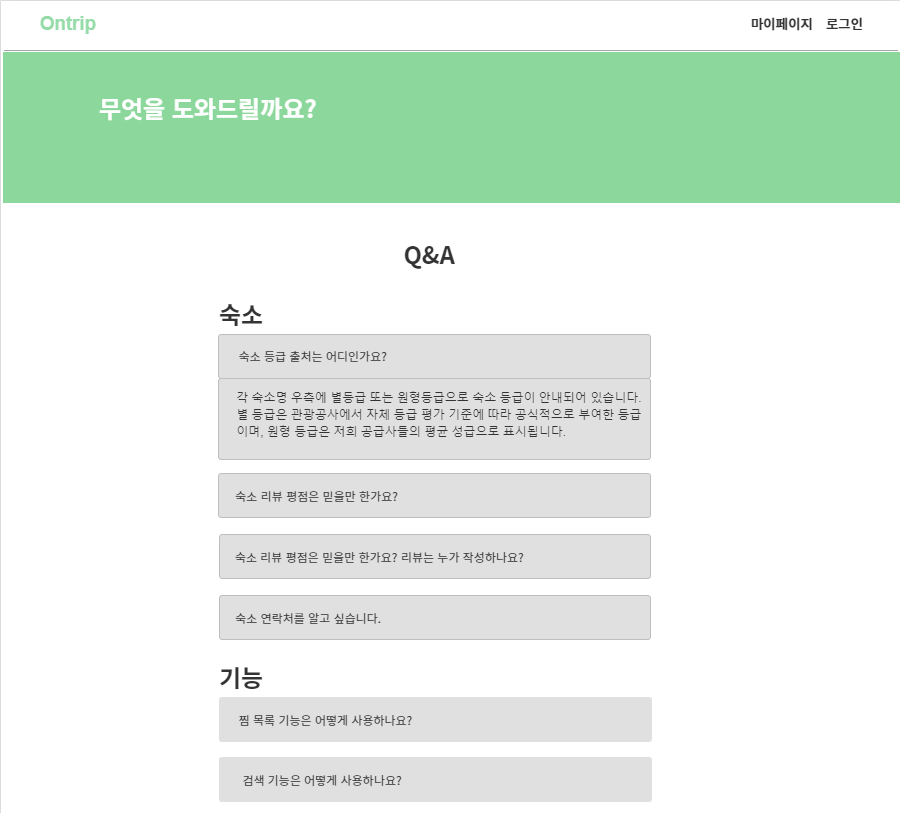 Ontrip
마이페이지 로그인
무엇을 도와드릴까요?
Q&A
숙소
숙소 등급 출처는 어디인가요?
각 숙소명 우측에 별등급 또는 원형등급으로 숙소 등급이 안내되어 있습니다.
별 등급은 관광공사에서 자체 등급 평가 기준에 따라 공식적으로 부여한 등급
이며, 원형 등급은 저희 공급사들의 평균 성급으로 표시됩니다.
숙소 리뷰 평점은 믿을만 한가요?
숙소 리뷰 평점은 믿을만 한가요? 리뷰는 누가 작성하나요?
숙소 연락처를 알고 싶습니다.
기능
찜 목록 기능은 어떻게 사용하나요?
검색 기능은 어떻게 사용하나요?